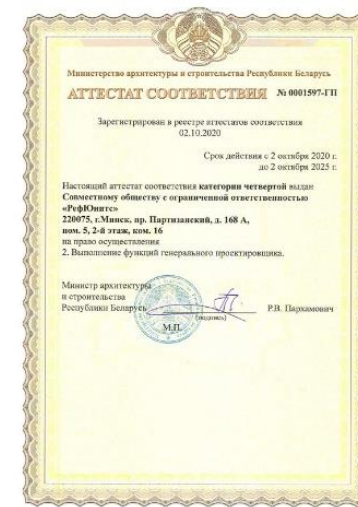 Министерство архитектуры и строительства Республики Беларусь
АТТЕСТАТ СООТВЕТСТВИЯ № 0001597-ГП
Зарегистрирован в реестре аттестатов соответствия
02.10.2020
Срок действия с 2 октября 2020 г.
до 2 октября 2025 г.
Настоящий аттестат соответствия категории четвертой выдан
Совместному обществу с ограниченной ответственностью
«РефЮнитс»
220075, г.Минск, пр. Партизанский, д. 168 А,
пом. 5, 2-й этаж, ком. 16
на право осуществления
2. Выполнение функций генерального проектировщика.
Министр архитектуры
и строительства
Республики Беларусь
Р.В. Пархамович
(подпись)
М.П.